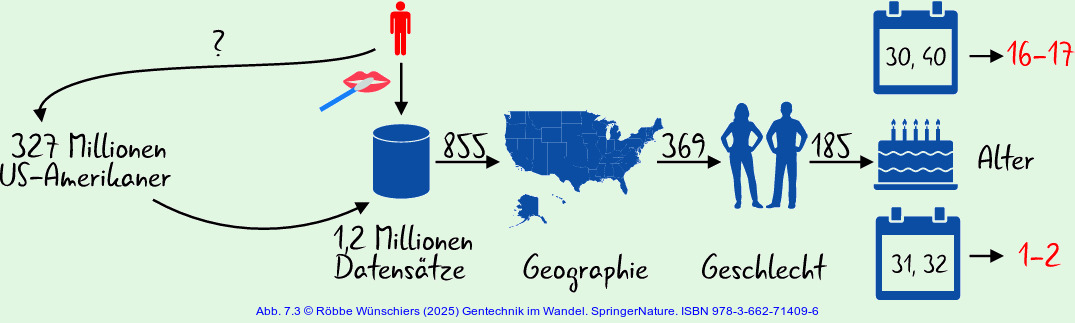 ?
30, 40
16-17
327 Millionen
US-Amerikaner
855
369
185
Alter
1,2 Millionen
Datensätze
Geographie
Geschlecht
31, 32
1-2
Abb. 7.3 © Röbbe Wünschiers (2025) Gentechnik im Wandel. SpringerNature. ISBN 978-3-662-71409-6